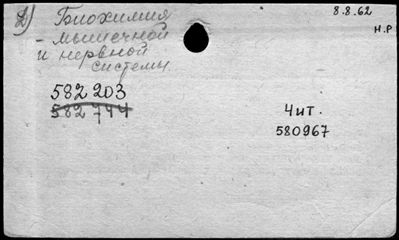 2) Биохимия
8.8.62
Н.Р
- мышечной
и нервной
системы.
582 203
582 744
Чит.
580967